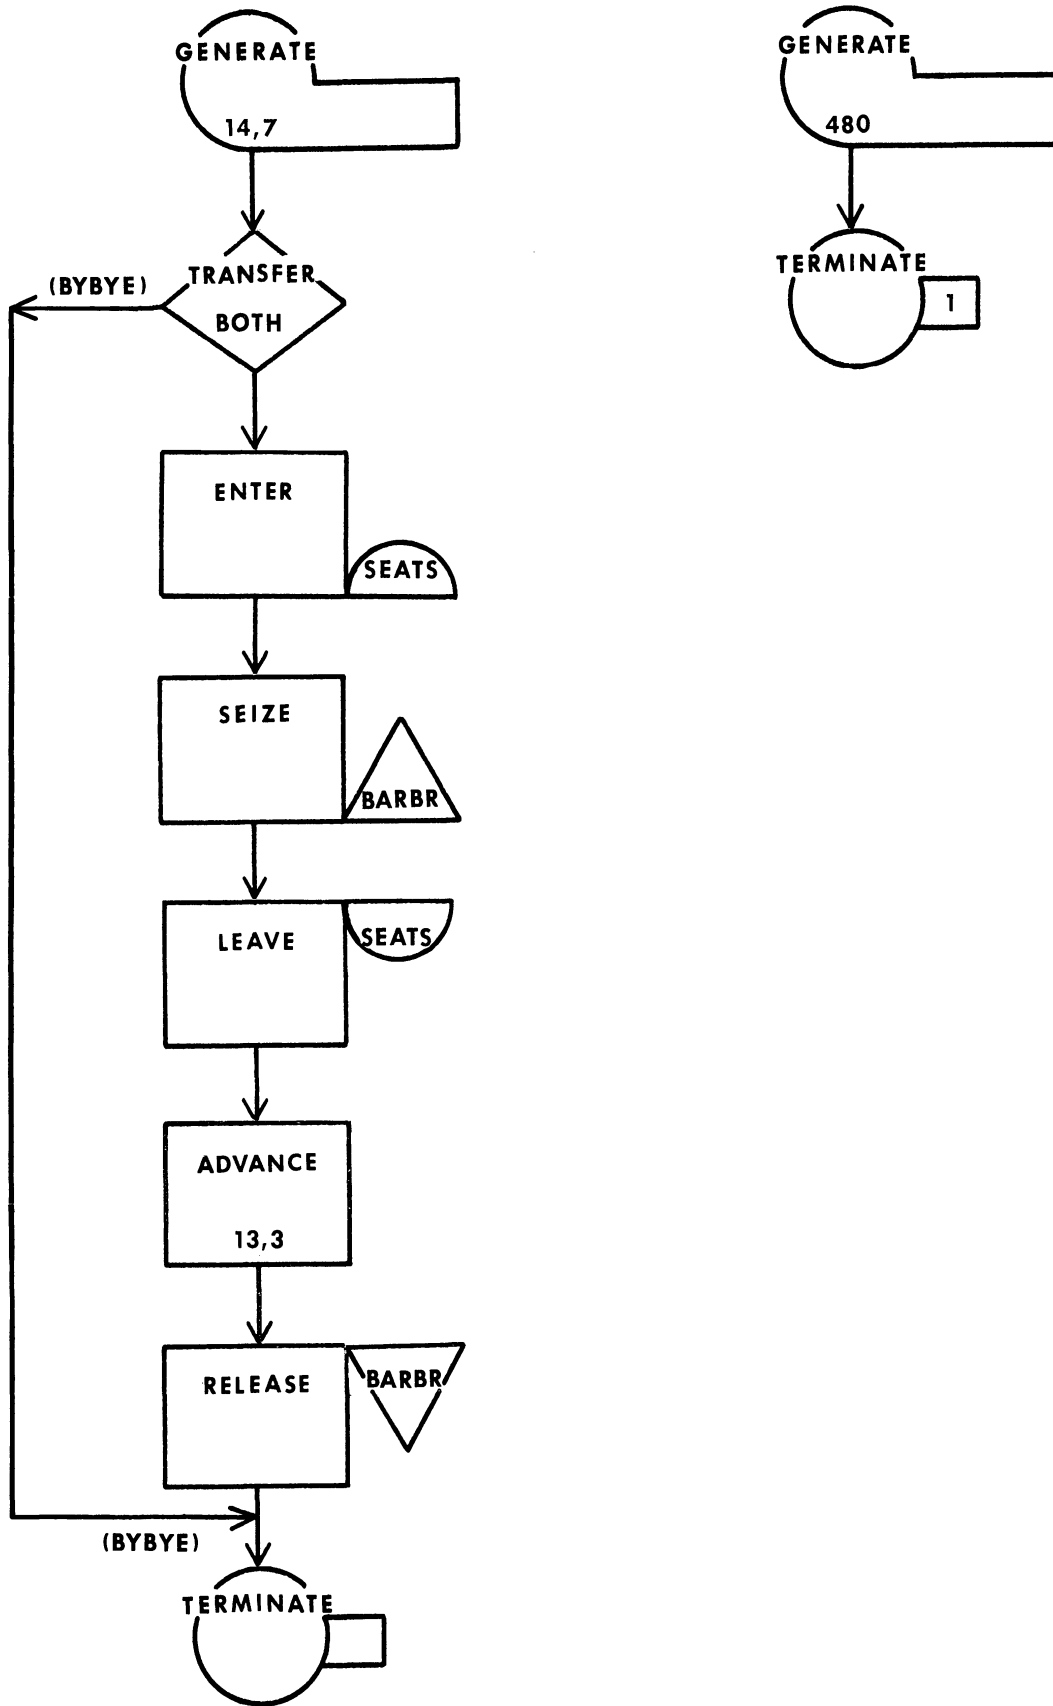 GENERATE
14,7
(BYBYE)
TRANSFER
BOTH
ENTER
SEATS
SEIZE
BARBR
LEAVE
SEATS
ADVANCE
13,3
RELEASE
BARBR
(BYBYE)
TERMINATE
GENERATE
480
TERMINATE
1